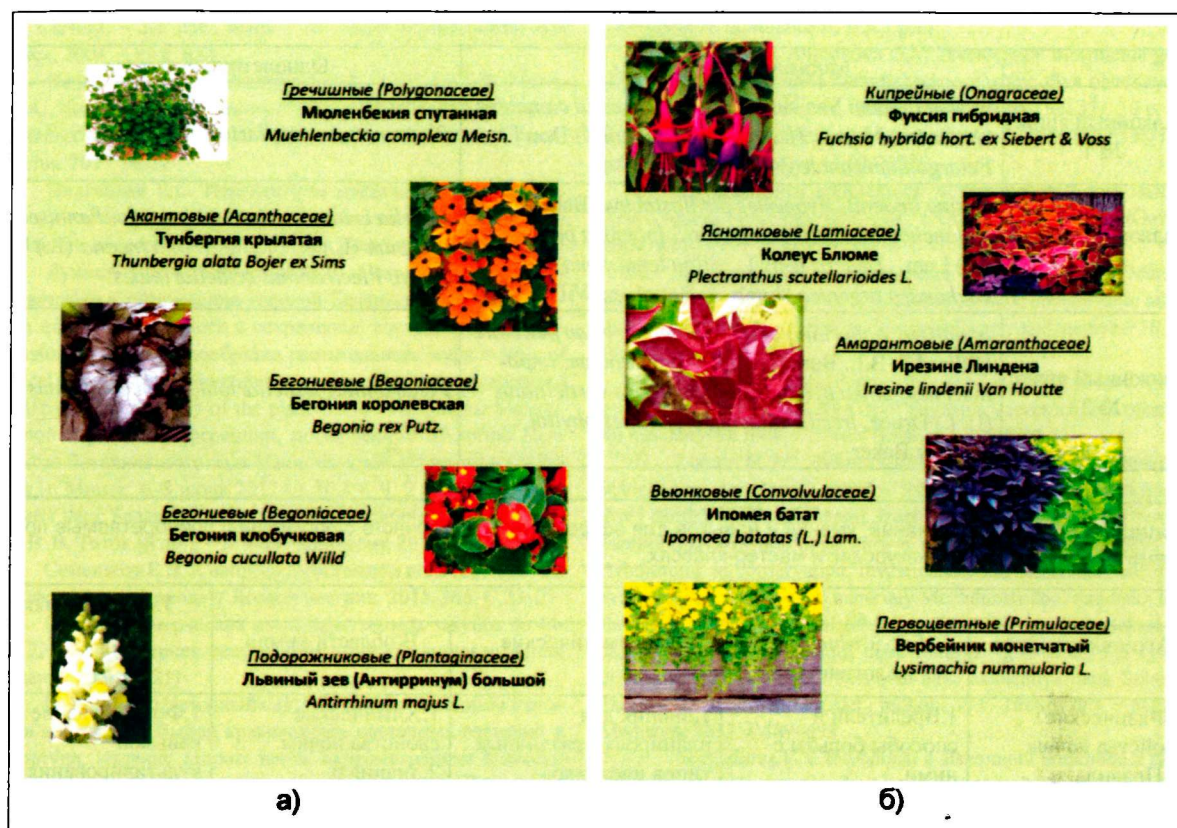 Гречишные (Polygonaceae)
Мюленбекия спутанная
Muehlenbeckia complexa Meisn.
Акантовые (Acanthaceae)
Тунбергия крылатая
Thunbergia alata Bojer ex Sims
Бегониевые (Begoniaceae)
Бегония королевская
Begonia rex Putz.
Бегониевые (Begoniaceae)
Бегония клобучковая
Begonia cucullata Willd
Подорожниковые (Plantaginaceae)
Львиный зев (Антирринум) большой
Antirrhinum majus L.
а)
Кипрейные (Onagraceae)
Фуксия гибридная
Fuchsia hybrida hort. ex Siebert & Voss
Яснотковые (Lamiaceae)
Колеус Блюме
Plectranthus scutellarioides L.
Амарантовые (Amaranthaceae)
Ирезине Линдена
Iresine lindenii Van Houtte
Вьюнковые (Convolvulaceae)
Ипомея батат
Ipomoea batatas (L.) Lam.
Первоцветные (Primulaceae)
Вербейник монетчатый
Lysimachia nummularia L.
б)